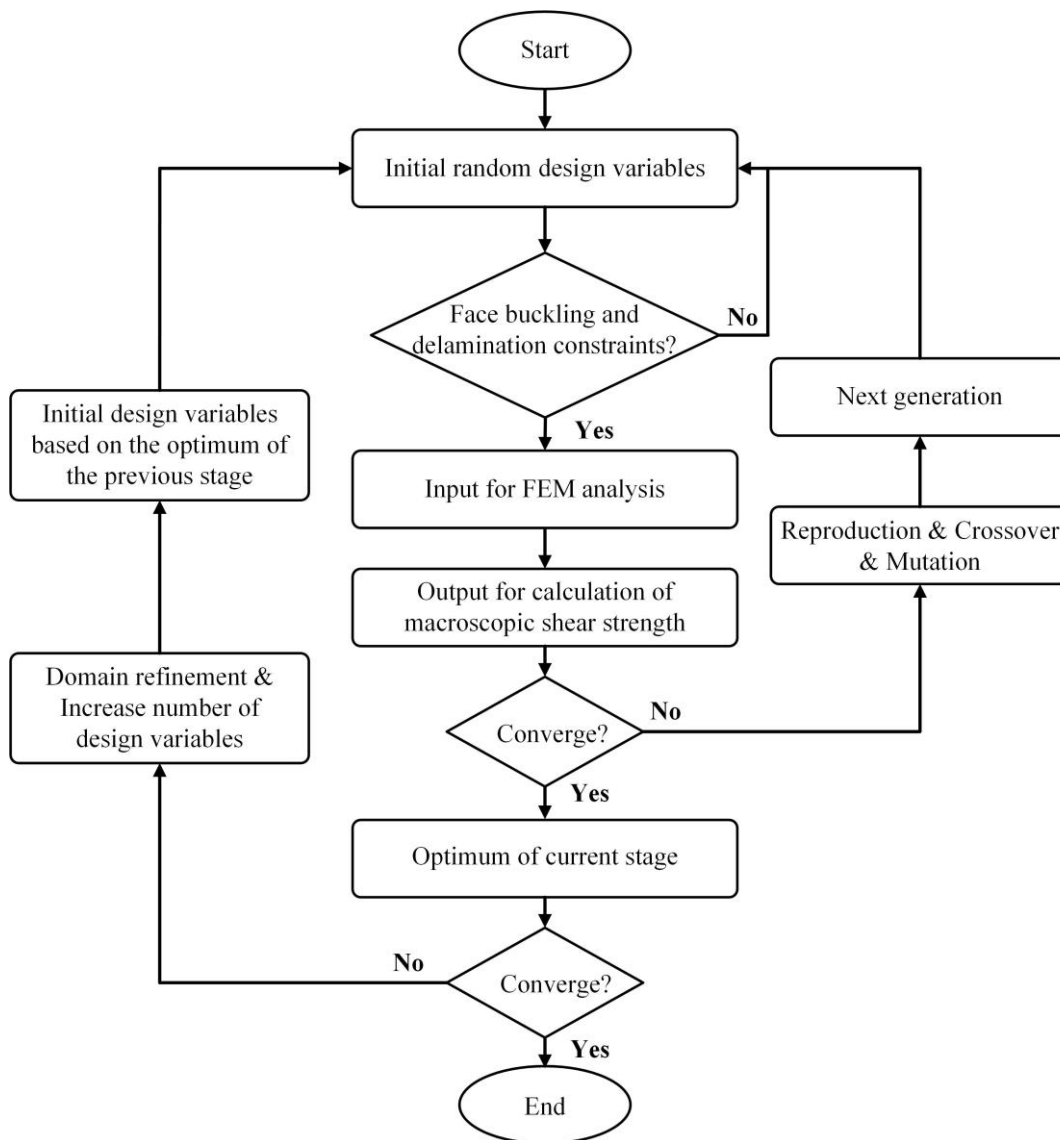 Start
Initial random design variables
Face buckling and
delamination constraints?
No
Yes
Next generation
Initial design variables
based on the optimum of
the previous stage
Input for FEM analysis
Reproduction & Crossover
& Mutation
Output for calculation of
macroscopic shear strength
Domain refinement &
Increase number of
design variables
No
Converge?
Yes
Optimum of current stage
No
Converge?
Yes
End